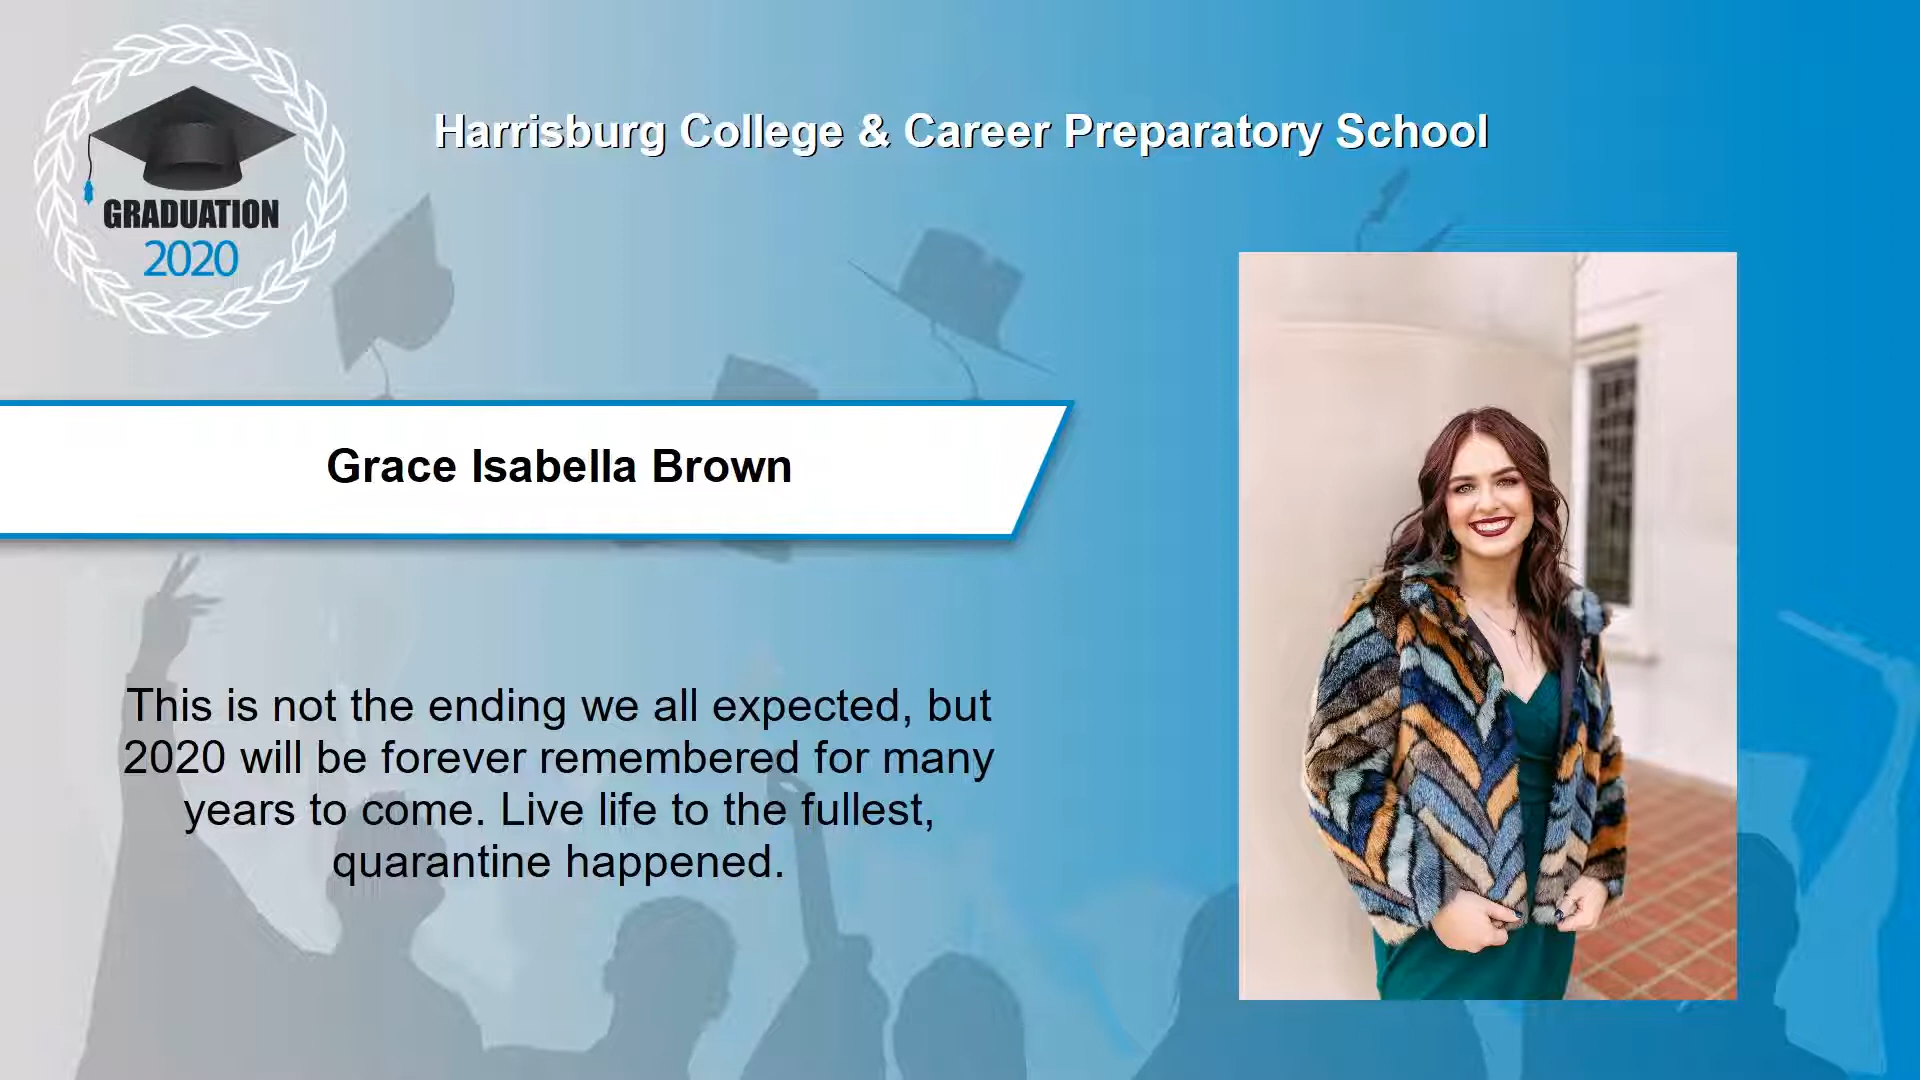 GRADUATION
2020
Harrisburg College & Career Preparatory School
Grace Isabella Brown
This is not the ending we all expected, but
2020 will be forever remembered for many
years to come. Live life to the fullest,
quarantine happened.